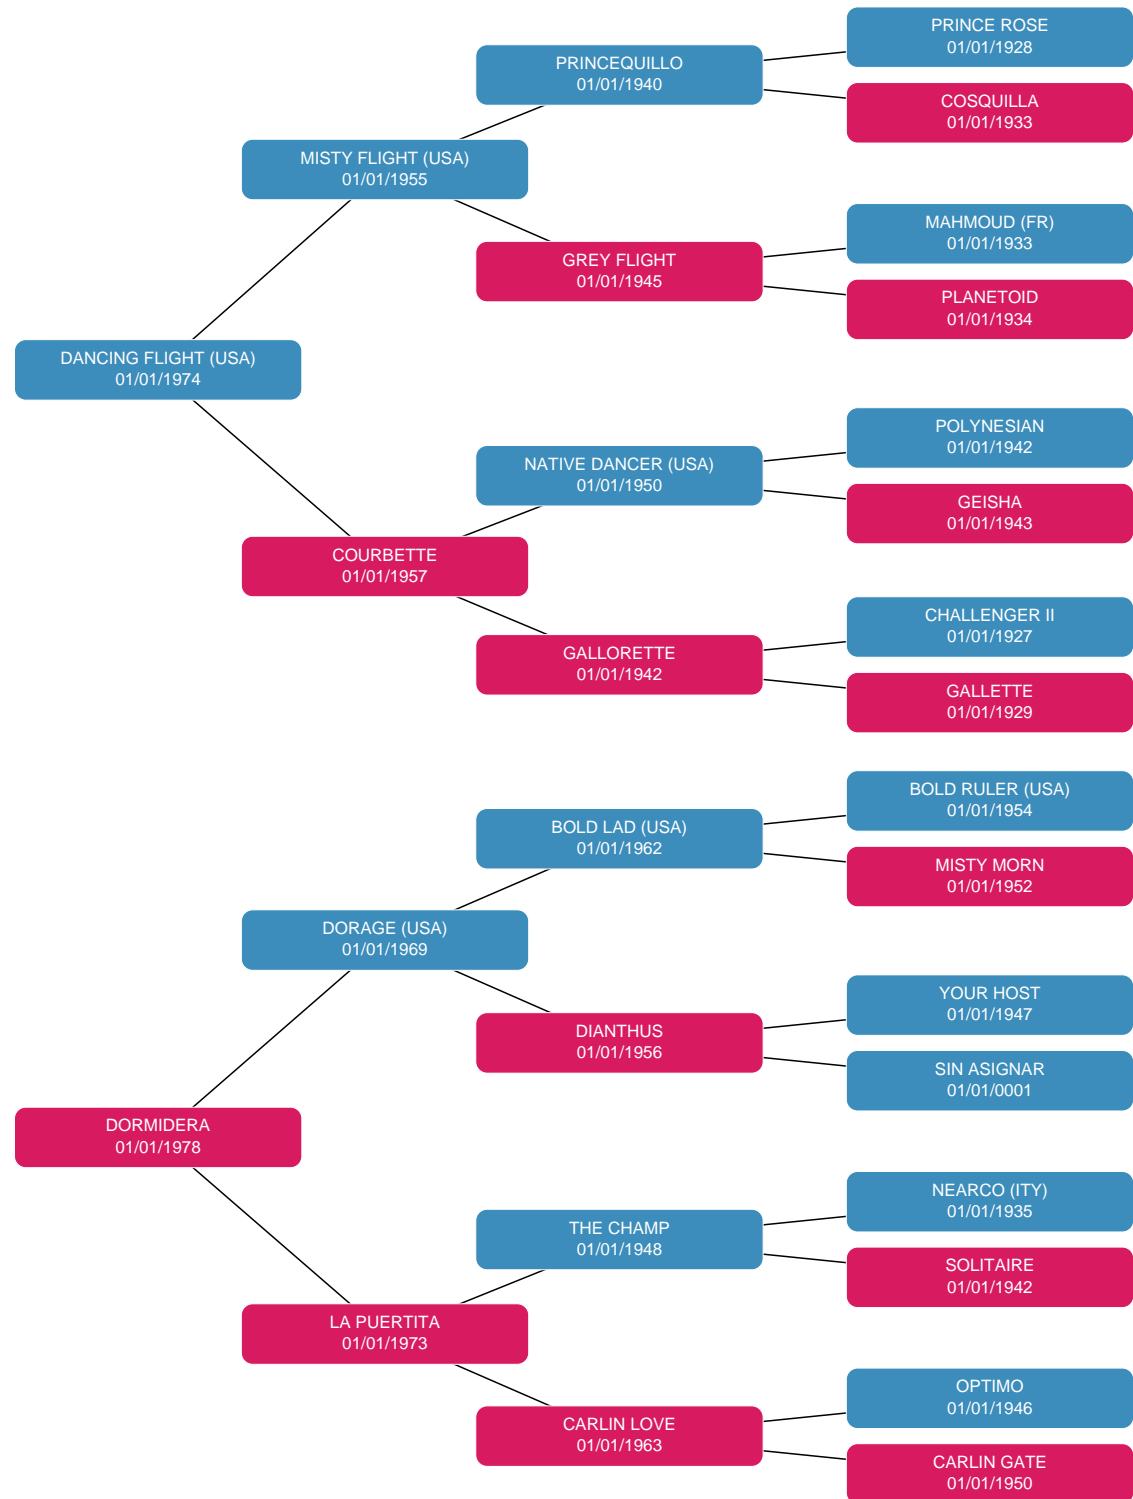 PRINCE ROSE
01/01/1928
PRINCEQUILLO
01/01/1940
COSQUILLA
01/01/1933
MISTY FLIGHT (USA)
01/01/1955
MAHMOUD (FR)
01/01/1933
GREY FLIGHT
01/01/1945
PLANETOID
01/01/1934
DANCING FLIGHT (USA)
01/01/1974
POLYNESIAN
01/01/1942
NATIVE DANCER (USA)
01/01/1950
GEISHA
01/01/1943
COURBETTE
01/01/1957
CHALLENGER II
01/01/1927
GALLORETTE
01/01/1942
GALLETTE
01/01/1929
BOLD RULER (USA)
01/01/1954
BOLD LAD (USA)
01/01/1962
MISTY MORN
01/01/1952
DORAGE (USA)
01/01/1969
YOUR HOST
01/01/1947
DIANTHUS
01/01/1956
SIN ASIGNAR
01/01/0001
DORMIDERA
01/01/1978
NEARCO (ITY)
01/01/1935
THE CHAMP
01/01/1948
SOLITAIRE
01/01/1942
LA PUERTITA
01/01/1973
OPTIMO
01/01/1946
CARLIN LOVE
01/01/1963
CARLIN GATE
01/01/1950